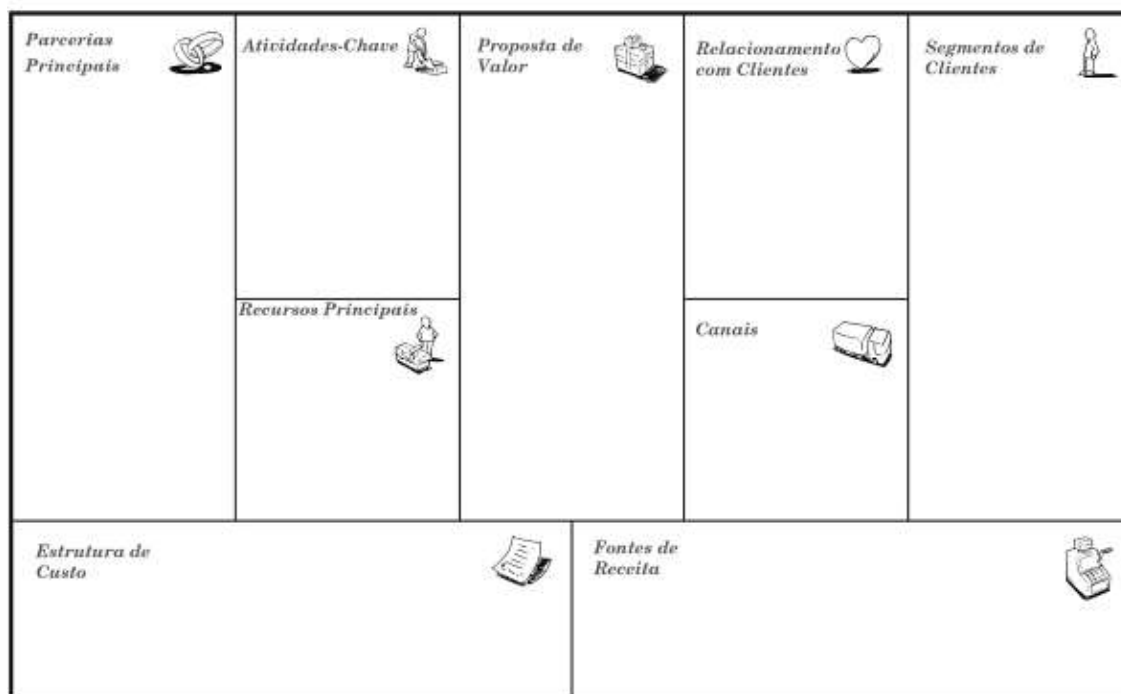 Parcerias
Principais
Atividades-Chave
Recursos Principais
Proposta de
Valor
Relacionamento
com Clientes
Canais
Segmentos de
Clientes
Estrutura de
Custo
Fontes de
Receita